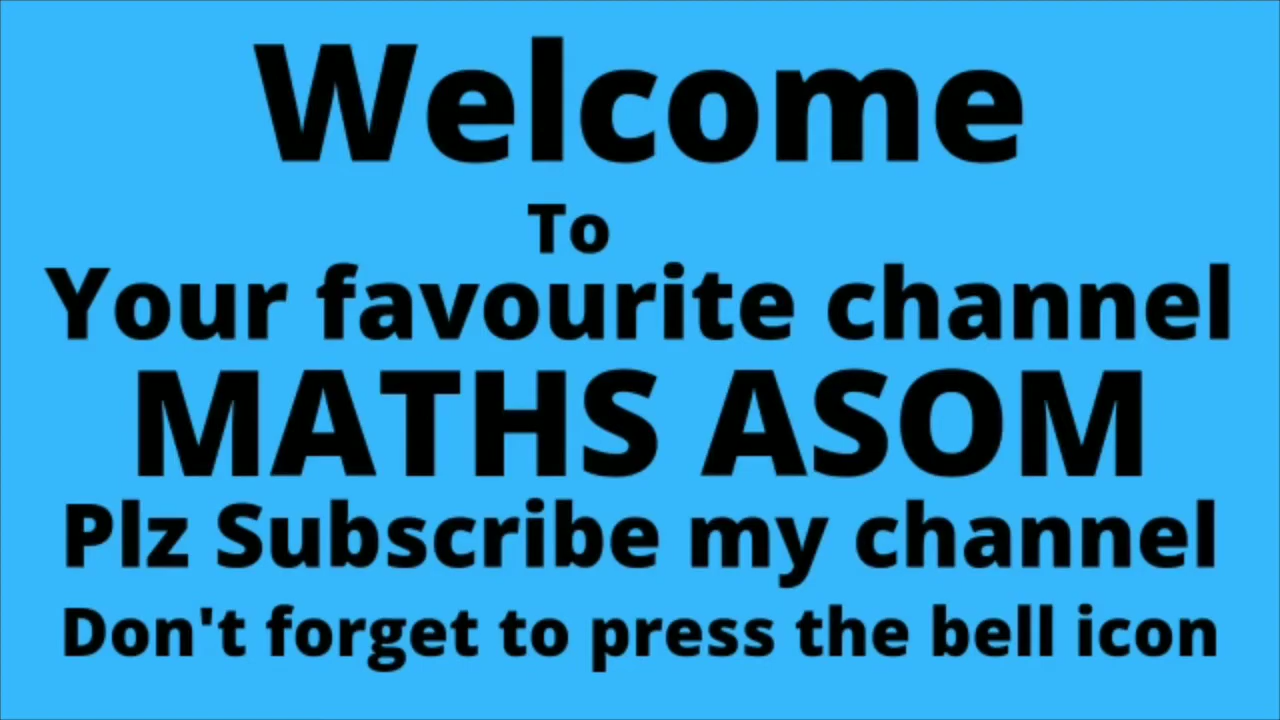 Welcome
To
Your favourite channel
MATHS ASOM
Plz Subscribe my channel
Don't forget to press the bell icon